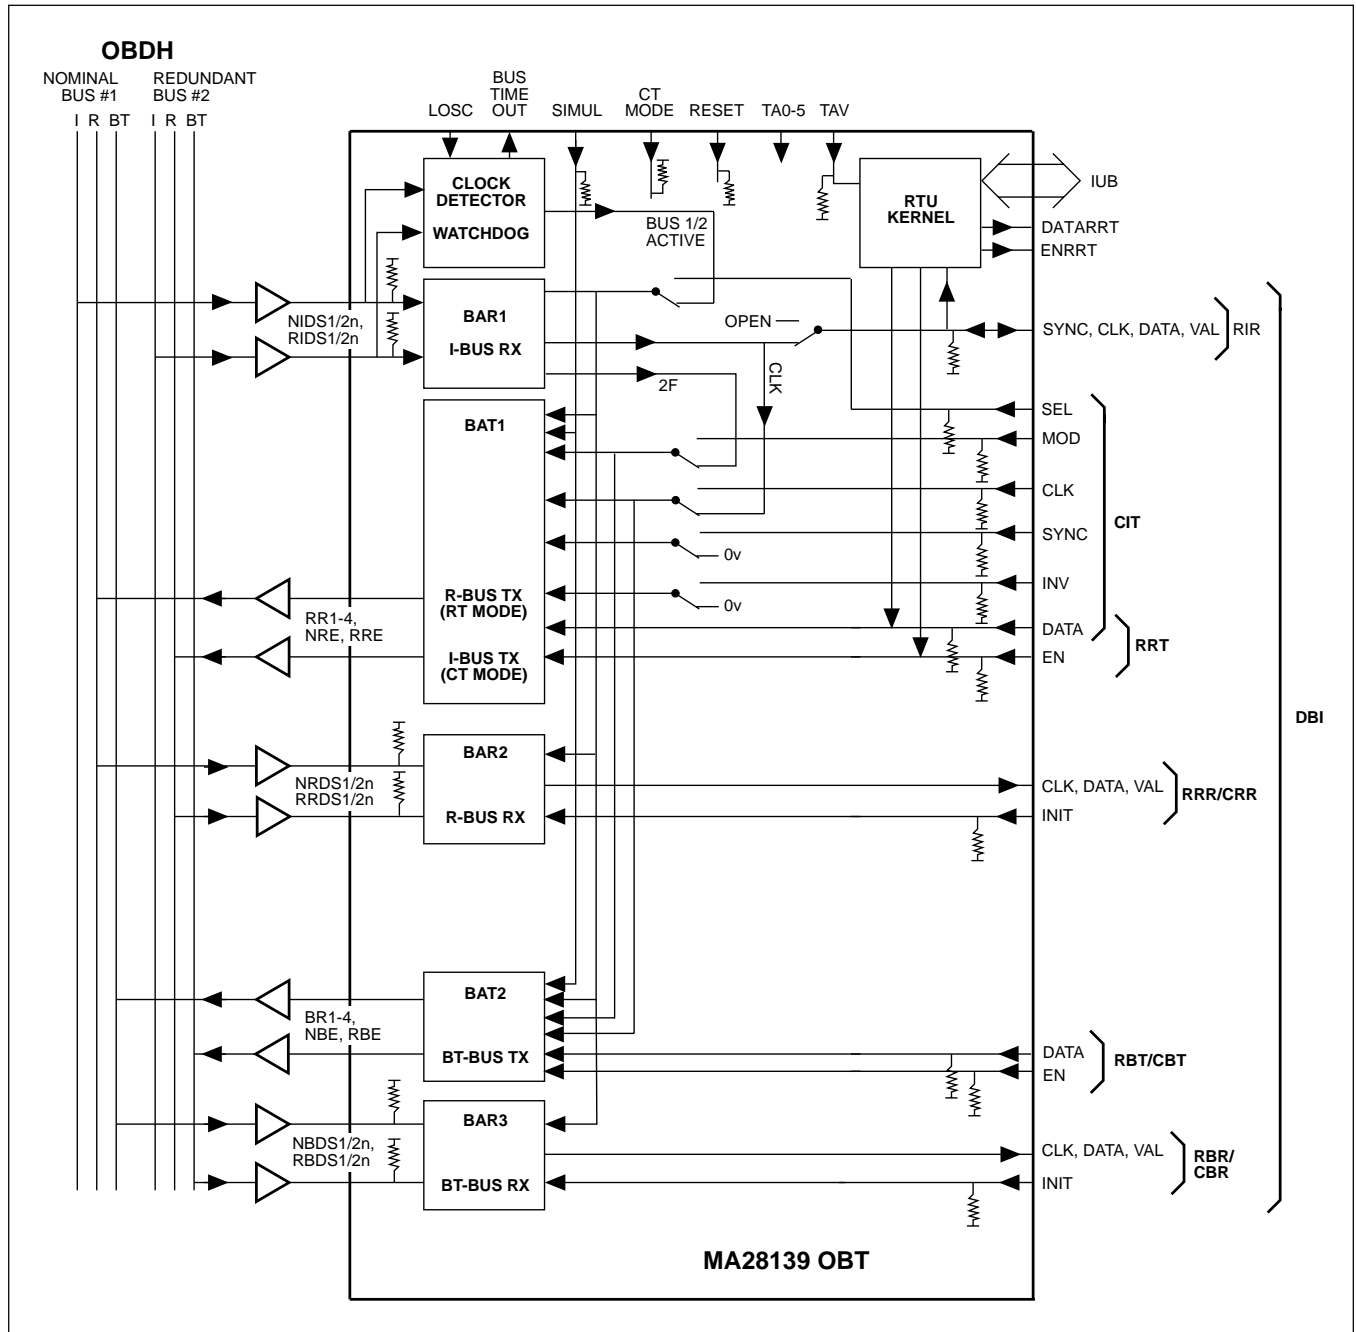 OBDH
NOMINAL
BUS #1
REDUNDANT
BUS #2
I R BT
I R BT
LOSC
BUS
TIME
OUT
SIMUL
CT
MODE
RESET
TA0-5
TAV
CLOCK
DETECTOR
WATCHDOG
BUS 1/2
ACTIVE
RTU
KERNEL
IUB
DATARRT
ENRRT
NIDS1/2n,
RIDS1/2n
BAR1
I-BUS RX
OPEN
2F
CLK
SYNC, CLK, DATA, VAL
RIR
BAT1
R-BUS TX
(RT MODE)
I-BUS TX
(CT MODE)
0v
0v
SEL
MOD
CLK
SYNC
INV
DATA
EN
CIT
RRT
RR1-4,
NRE, RRE
DBI
NRDS1/2n
RRDS1/2n
BAR2
R-BUS RX
CLK, DATA, VAL
INIT
RRR/CRR
BR1-4,
NBE, RBE
BAT2
BT-BUS TX
DATA
EN
RBT/CBT
NBDS1/2n,
RBDS1/2n
BAR3
BT-BUS RX
CLK, DATA, VAL
INIT
RBR/
CBR
MA28139 OBT